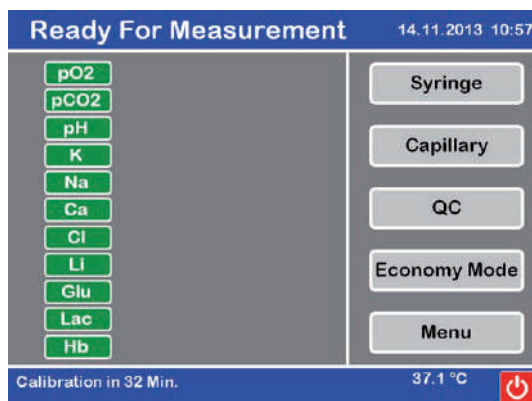 Ready For Measurement
14.11.2013 10:57
pO2
pCO2
pH
K
Na
Ca
Cl
Li
Glu
Lac
Hb
Syringe
Capillary
QC
Economy Mode
Menu
Calibration in 32 Min.
37.1 °C